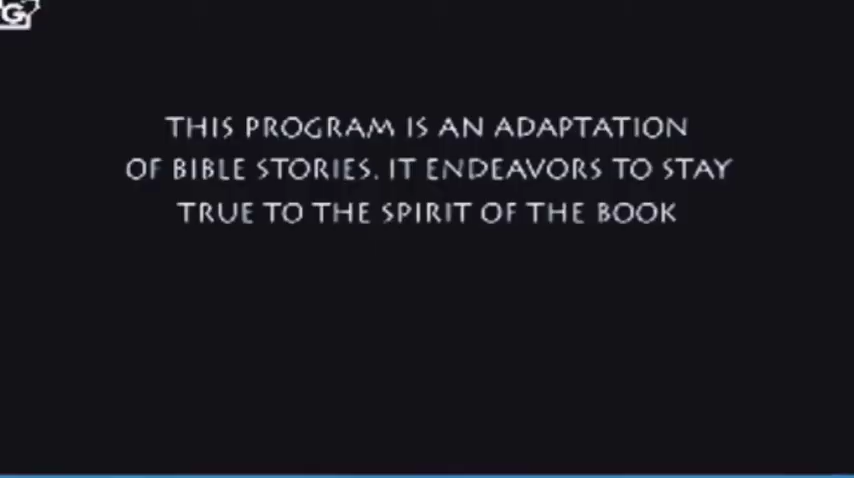 G
THIS PROGRAM IS AN ADAPTATION
OF BIBLE STORIES. IT ENDEAVORS TO STAY
TRUE TO THE SPIRIT OF THE BOOK